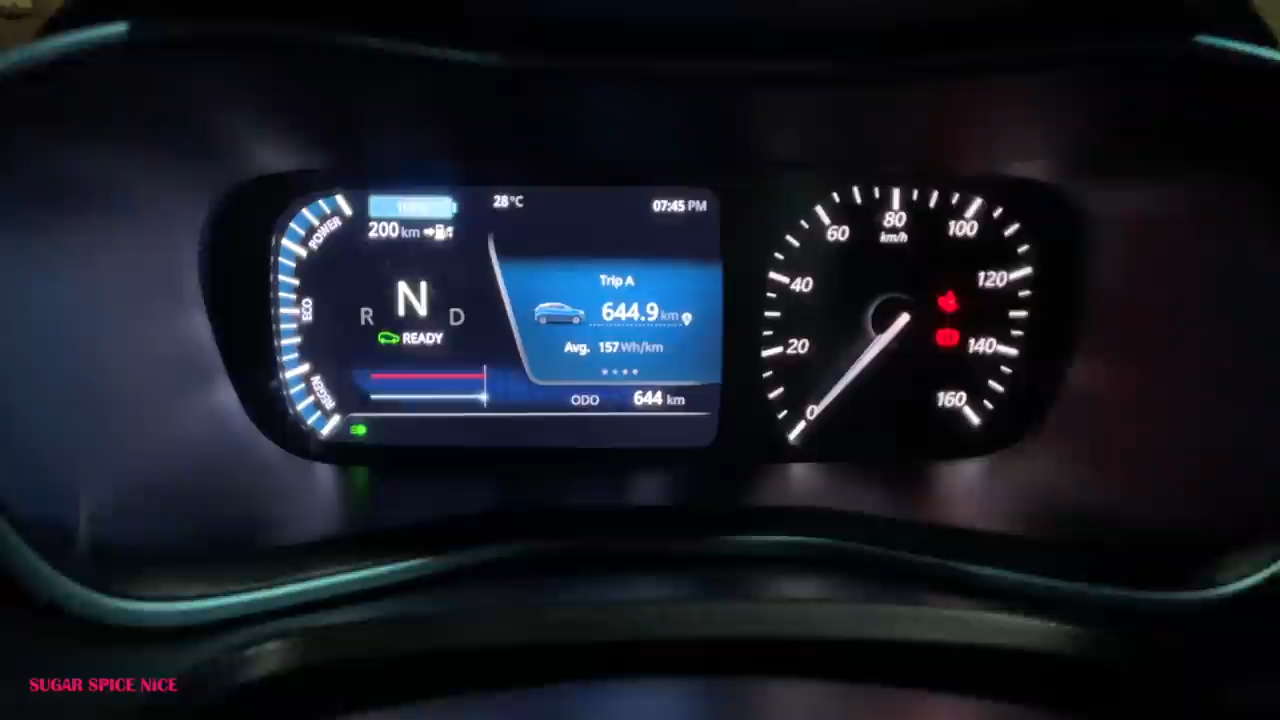 POWER
ECO
REGEN
100%
200 km
28°C
07:45 PM
R N D
READY
Trip A
644.9 km
Avg. 157 Wh/km
ODO 644 km
0
20
40
60
80
km/h
100
120
140
160
SUGAR SPICE NICE